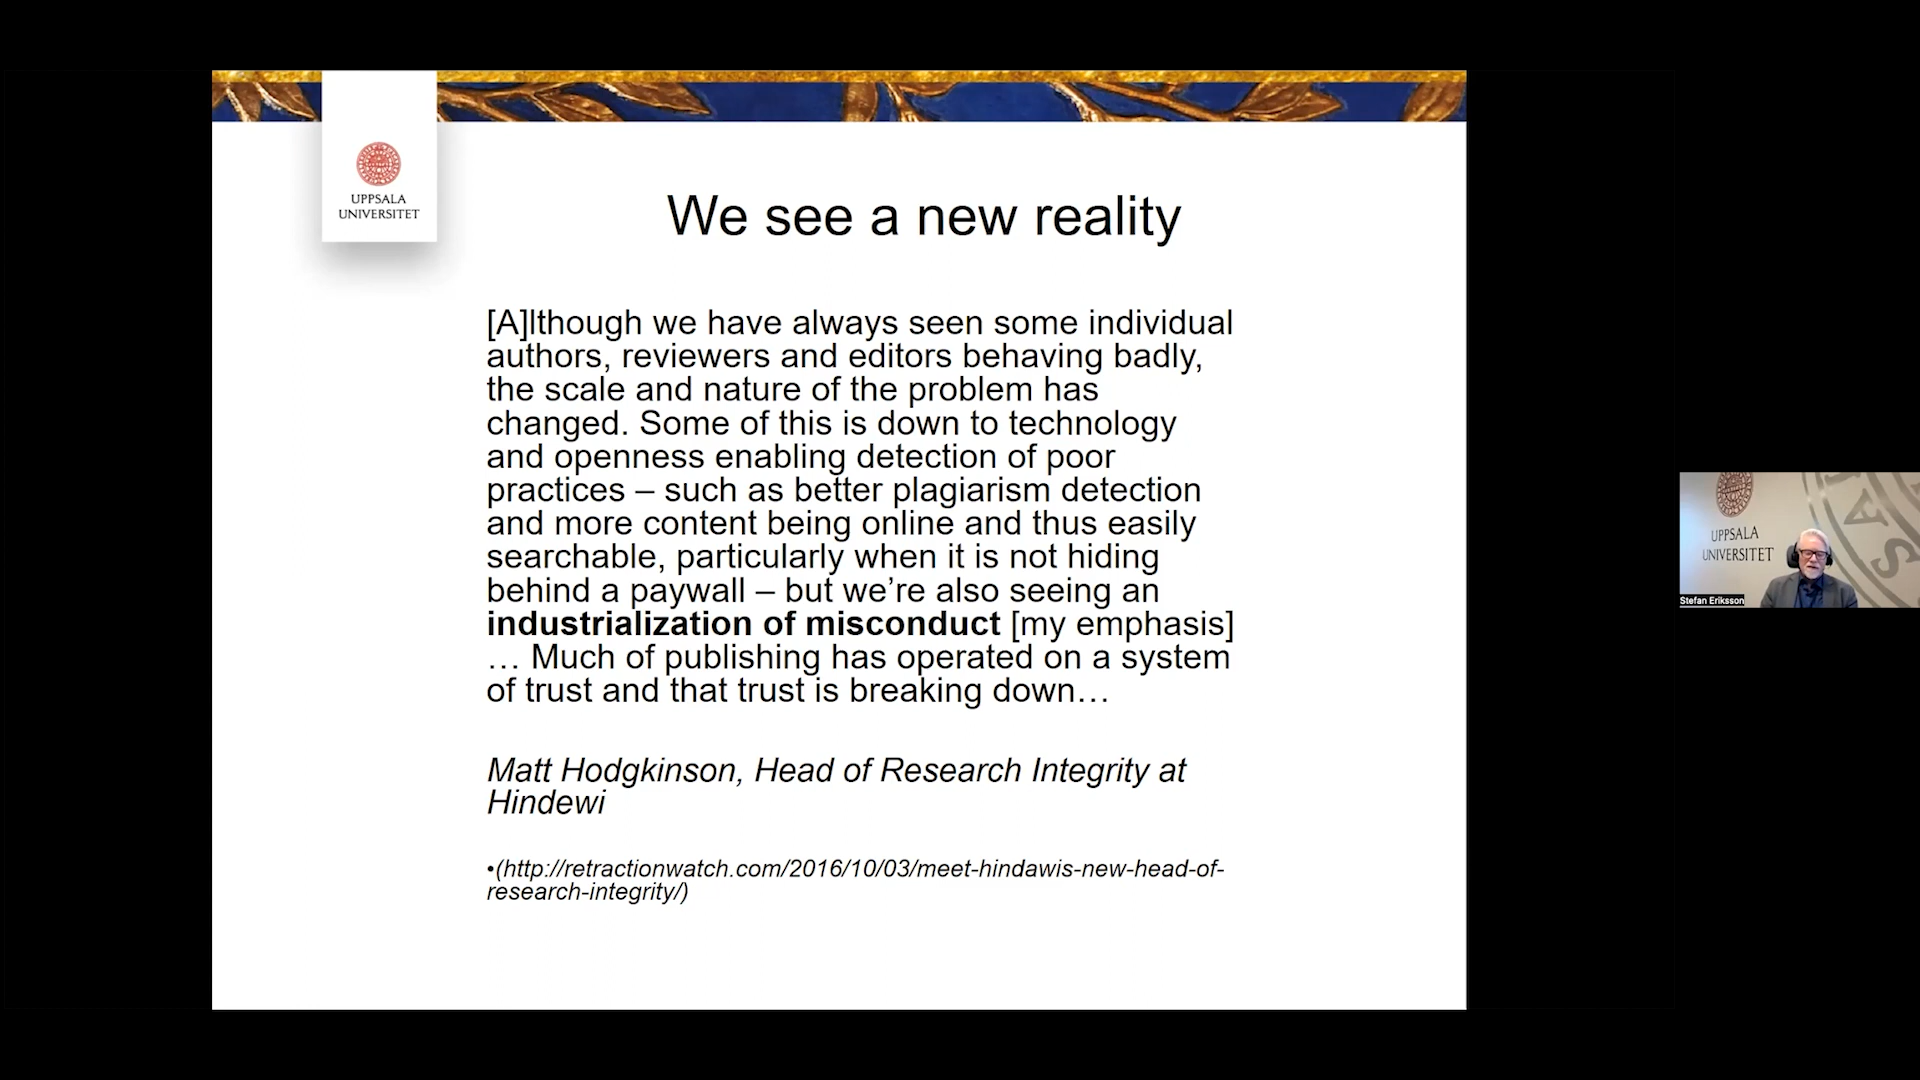 UPPSALA
UNIVERSITET
We see a new reality
[A]lthough we have always seen some individual
authors, reviewers and editors behaving badly,
the scale and nature of the problem has
changed. Some of this is down to technology
and openness enabling detection of poor
practices – such as better plagiarism detection
and more content being online and thus easily
searchable, particularly when it is not hiding
behind a paywall – but we’re also seeing an
industrialization of misconduct [my emphasis]
… Much of publishing has operated on a system
of trust and that trust is breaking down…
Matt Hodgkinson, Head of Research Integrity at
Hindewi
•(http://retractionwatch.com/2016/10/03/meet-hindawis-new-head-of-
research-integrity/)
UPPSALA
UNIVERSITET
Stefan Eriksson